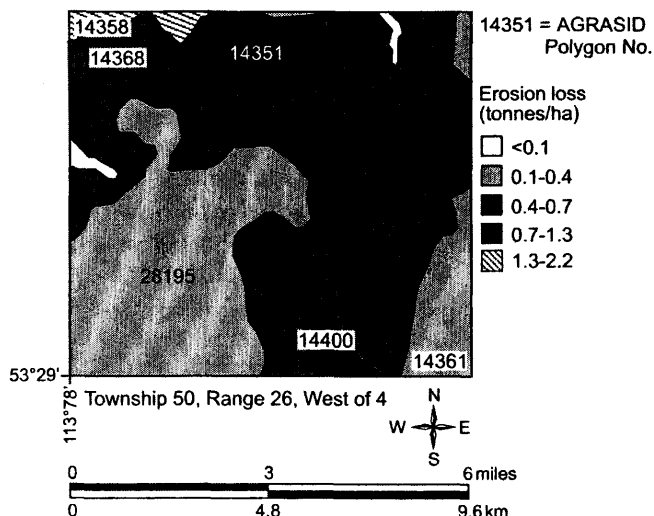 14358
14368
14351
28195
14400
14361
14351 = AGRASID
Polygon No.
Erosion loss
(tonnes/ha)
<0.1
0.1-0.4
0.4-0.7
0.7-1.3
1.3-2.2
53°29'
113°78'
Township 50, Range 26, West of 4
N
W E
S
0 3 6 miles
0 4.8 9.6 km